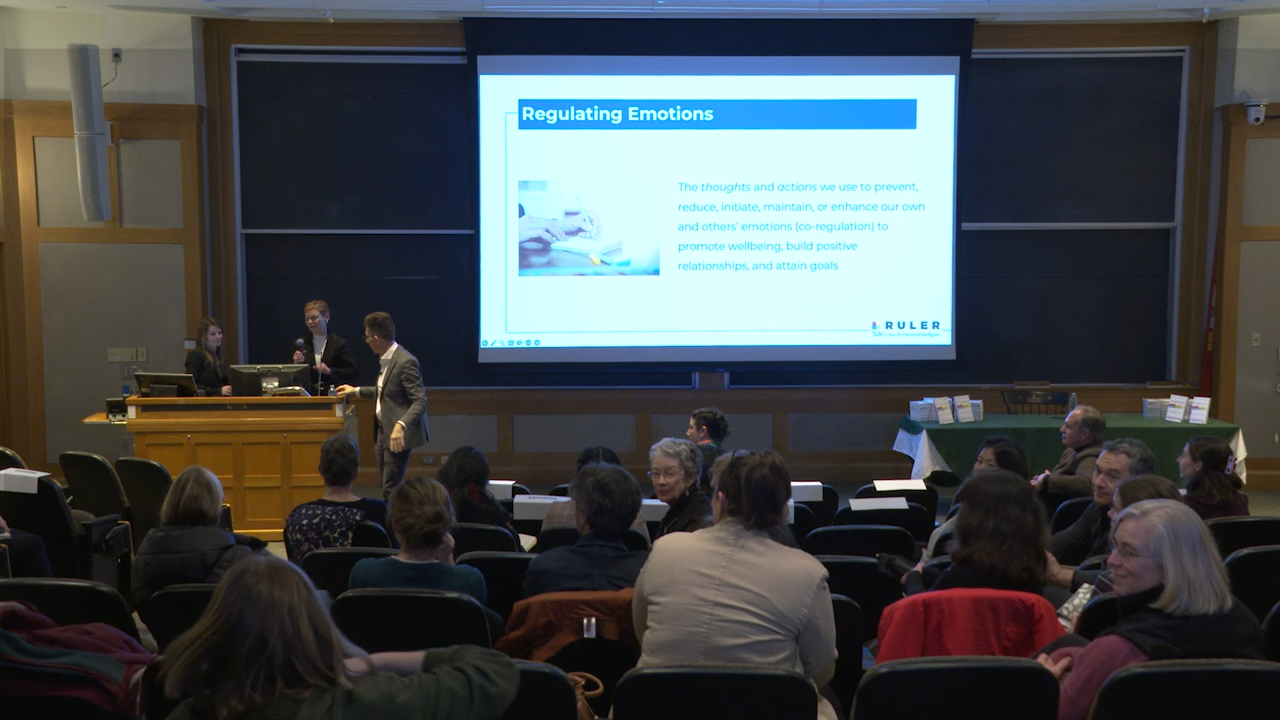 Regulating Emotions
The thoughts and actions we use to prevent,
reduce, initiate, maintain, or enhance our own
and others' emotions (co-regulation) to
promote wellbeing, build positive
relationships, and attain goals
RULER